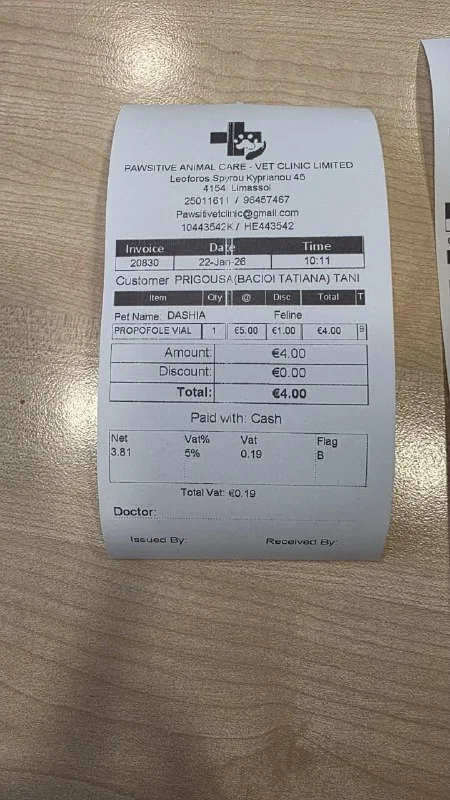 PAWSITIVE ANIMAL CARE - VET CLINIC LIMITED
Leoforos Spyrou Kyprianou 45
4154 Limassol
25011611 / 96457467
Pawsitivetclinic@gmail.com
10443542K / HE443542
Invoice Date Time
20830 22-Jan-26 10:11
Customer PRIGOUSA(BACIOI TATIANA) TANI
Item Qty @ Disc Total T
Pet Name: DASHIA Feline
PROPOFOLE VIAL 1 €5.00 €1.00 €4.00 B
Amount: €4.00
Discount: €0.00
Total: €4.00
Paid with: Cash
Net Vat% Vat Flag
3.81 5% 0.19 B
Total Vat: €0.19
Doctor:
Issued By: Received By: